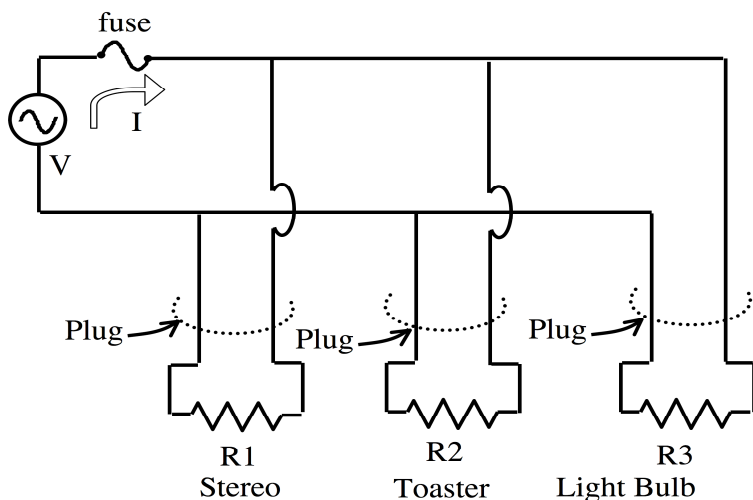 fuse
I
V
Plug
Plug
Plug
R1
R2
R3
Stereo
Toaster
Light Bulb